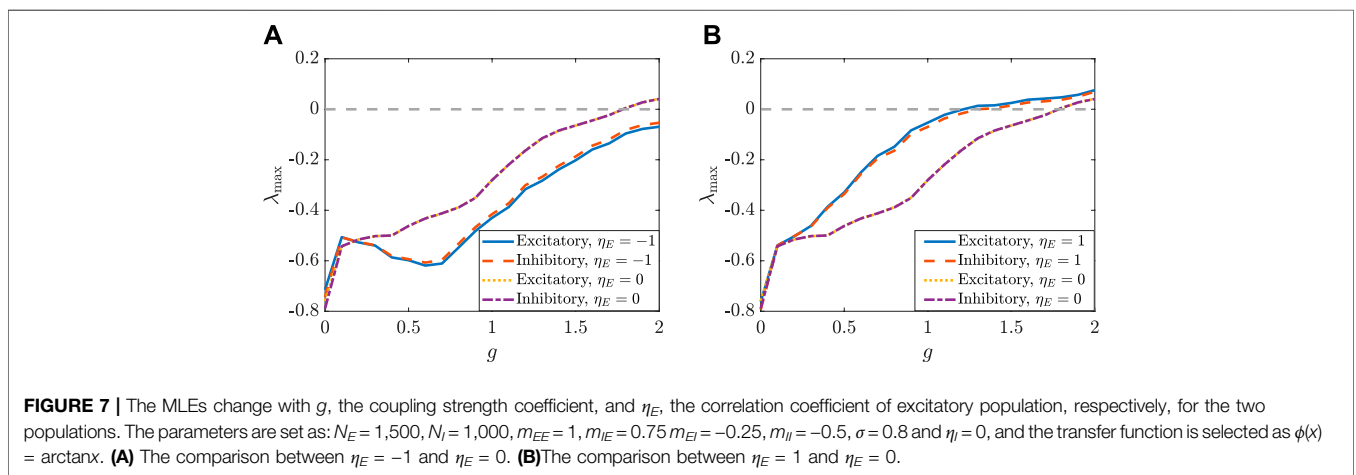 A
B
0.2
0
-0.2
-0.4
-0.6
-0.8
λmax
0
0.5
1
1.5
2
g
Excitatory, ηE = −1
Inhibitory, ηE = −1
Excitatory, ηE = 0
Inhibitory, ηE = 0
0.2
0
-0.2
-0.4
-0.6
-0.8
λmax
0
0.5
1
1.5
2
g
Excitatory, ηE = 1
Inhibitory, ηE = 1
Excitatory, ηE = 0
Inhibitory, ηE = 0
FIGURE 7 | The MLEs change with g, the coupling strength coefficient, and ηE, the correlation coefficient of excitatory population, respectively, for the two
populations. The parameters are set as: NE = 1,500, NI = 1,000, mEE = 1, mIE = 0.75 mEI = −0.25, mII = −0.5, σ = 0.8 and ηI = 0, and the transfer function is selected as ϕ(x)
= arctanx. (A) The comparison between ηE = −1 and ηE = 0. (B)The comparison between ηE = 1 and ηE = 0.